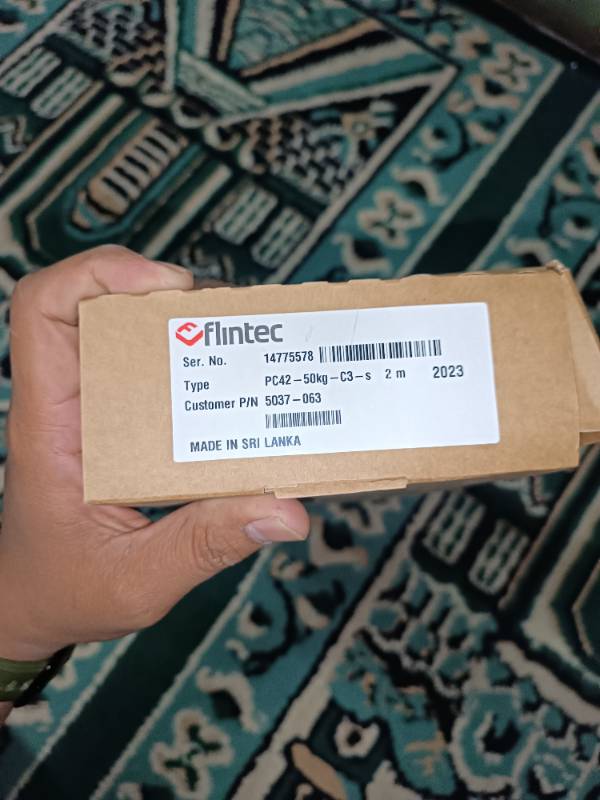 flintec
Ser. No. 14775578
Type PC42-50kg-C3-s 2 m 2023
Customer P/N 5037-063
MADE IN SRI LANKA